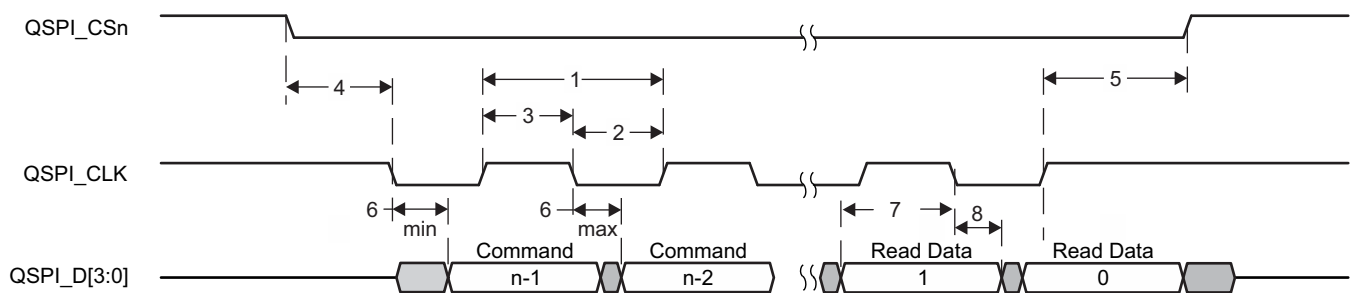 QSPI_CSn
4
1
5
3
2
QSPI_CLK
6
min
6
max
7
8
QSPI_D[3:0]
Command
n-1
Command
n-2
Read Data
1
Read Data
0